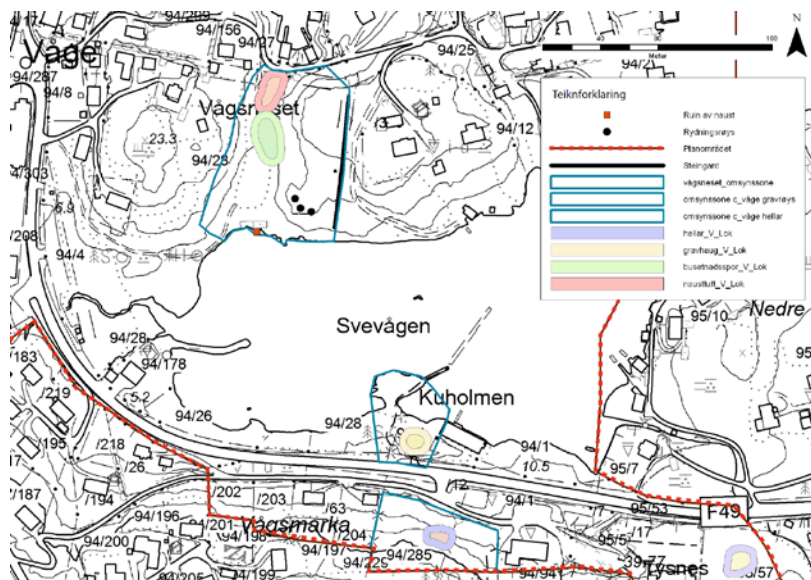 94/209
94/156
94/27
94/25
N
Våge
94/287
94/8
Vågsneset
23.3
94/23
94/12
94/2
/303
6.9
/208
94/4
Teiknforklaring
Ruin av naust
Rydningsrøys
Planområdet
Steingard
vågsneset_omsynssone
omsynssone c_våge gravrøys
omsynssone c_våge hellar
hellar_V_Lok
gravhaug_V_Lok
busetnadsspor_V_Lok
nausttuft_V_Lok
Svevågen
Nedre
95/10
94/28
/183
94/178
/219
5.2
94/26
94/28
Kuholmen
94/1
10.5
95/7
/195
/218
/26
/202
/203
/63
/12
94/1
95/53
F49
/187
/194
94/196
94/201
Vågsmarka
94/198
/204
94/197
94/200
94/285
94/229
/17
95/5
39.77
Tysnes
94/205
94/199
94/941
95/57